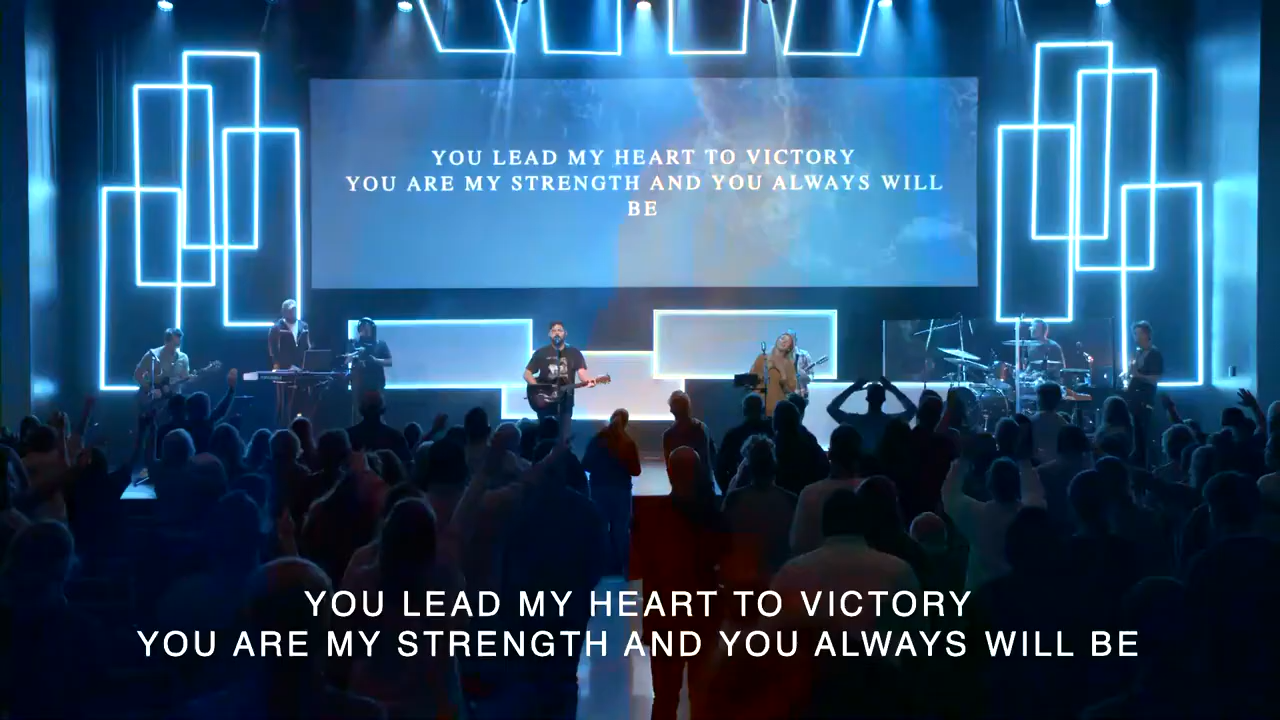 YOU LEAD MY HEART TO VICTORY
YOU ARE MY STRENGTH AND YOU ALWAYS WILL
BE
YOU LEAD MY HEART TO VICTORY
YOU ARE MY STRENGTH AND YOU ALWAYS WILL BE